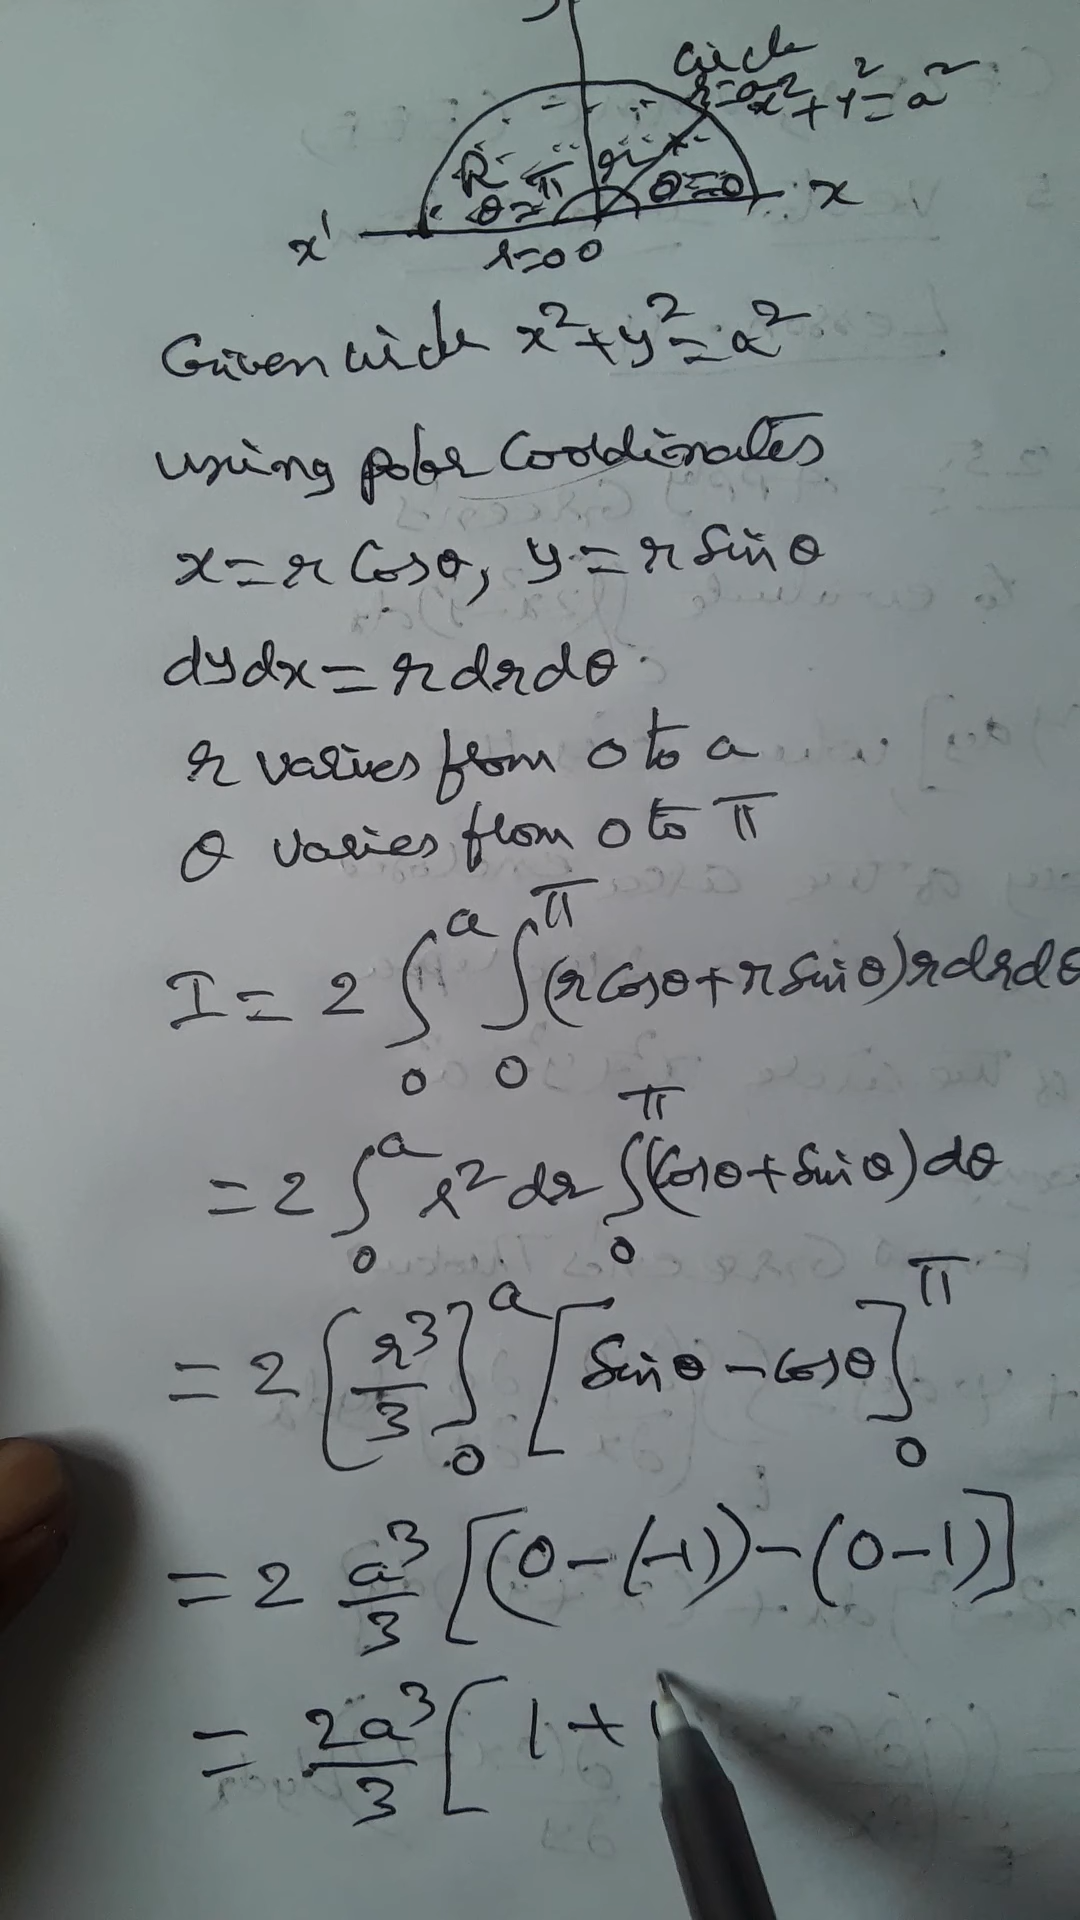 y
Circle
r=a
x²+y²=a²
R
θ=π
r
θ=0
x
x'
r=0 0
Given circle x²+y²=a²
using polar Coordinates
x=r Cosθ, y=r Sinθ
dydx=r dr dθ.
r varies from 0 to a
θ varies from 0 to π
I = 2 ∫₀ᵃ ∫₀^π (r Cosθ + r Sinθ) r dr dθ
= 2 ∫₀ᵃ r² dr ∫₀^π (Cosθ + Sinθ) dθ
= 2 [r³/3]₀ᵃ [Sinθ - Cosθ]₀^π
= 2 a³/3 [(0-(-1)) - (0-1)]
= 2a³/3 [1+1